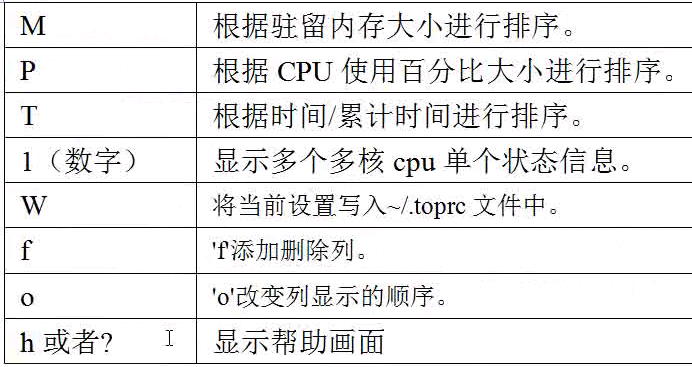 M 根据驻留内存大小进行排序。
P 根据 CPU 使用百分比大小进行排序。
T 根据时间/累计时间进行排序。
1（数字） 显示多个多核 cpu 单个状态信息。
W 将当前设置写入~/.toprc 文件中。
f 'f'添加删除列。
o 'o'改变列显示的顺序。
h 或者? 显示帮助画面